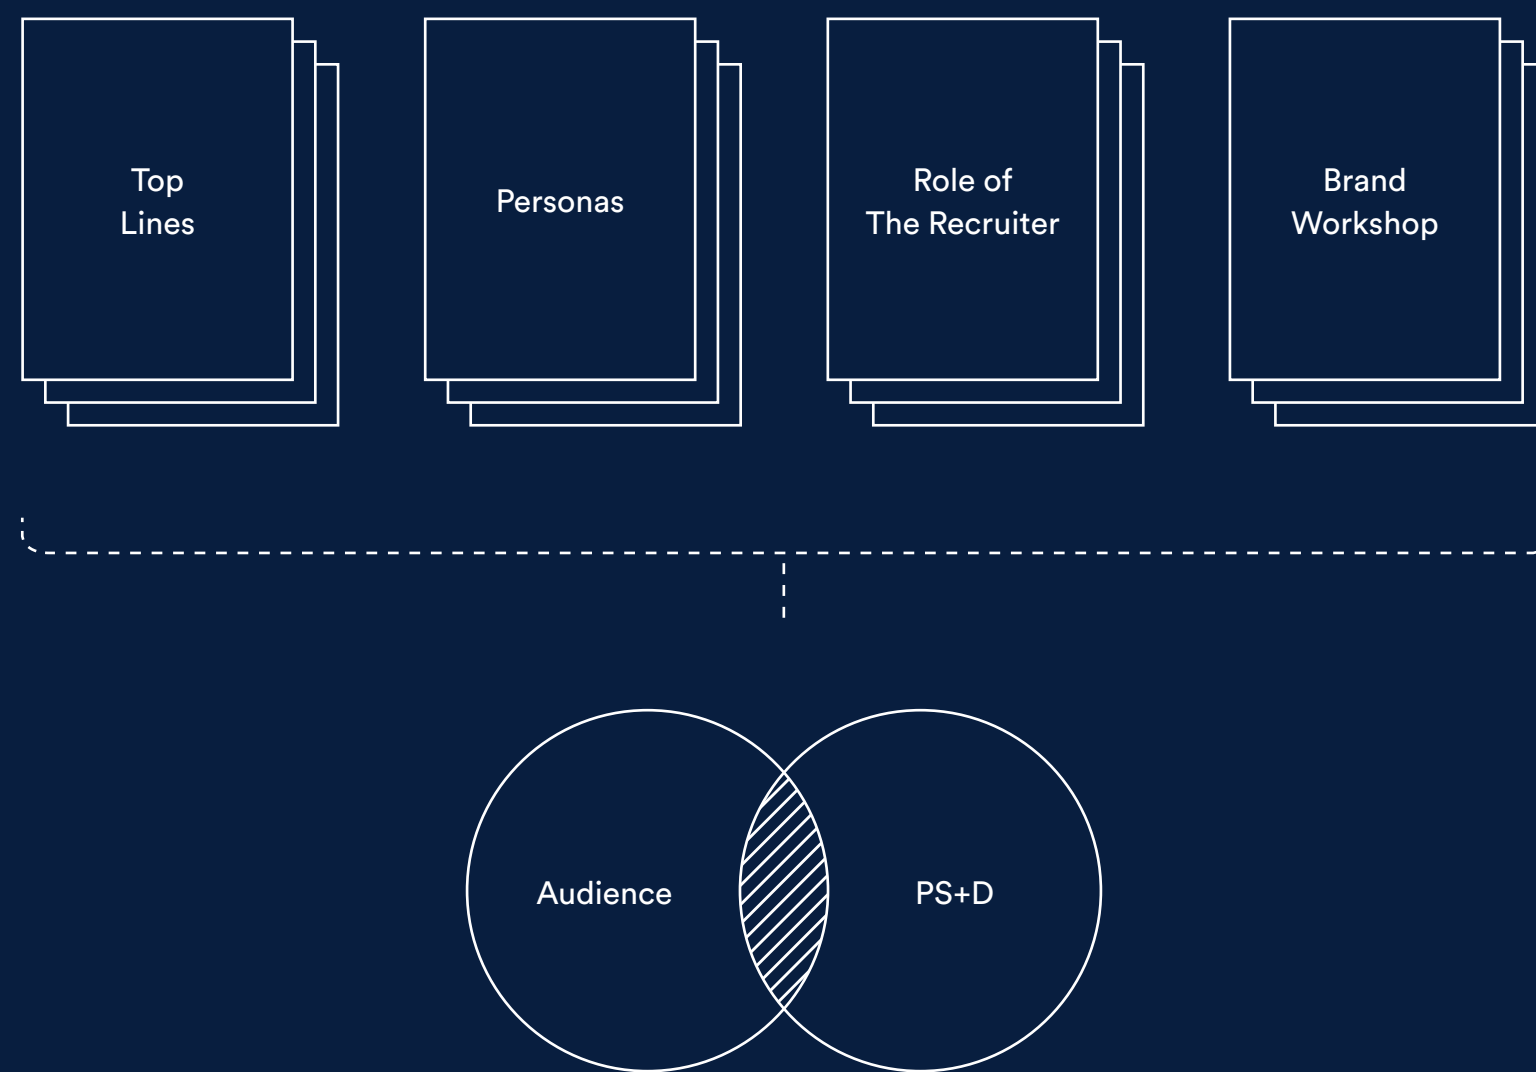 Top
Lines
Personas
Role of
The Recruiter
Brand
Workshop
Audience
PS+D